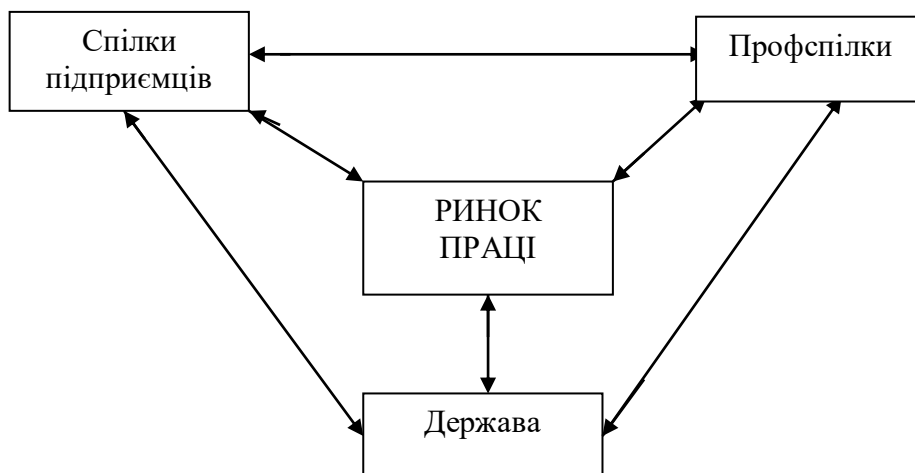 Спілки
підприємців
Профспілки
РИНОК
ПРАЦІ
Держава